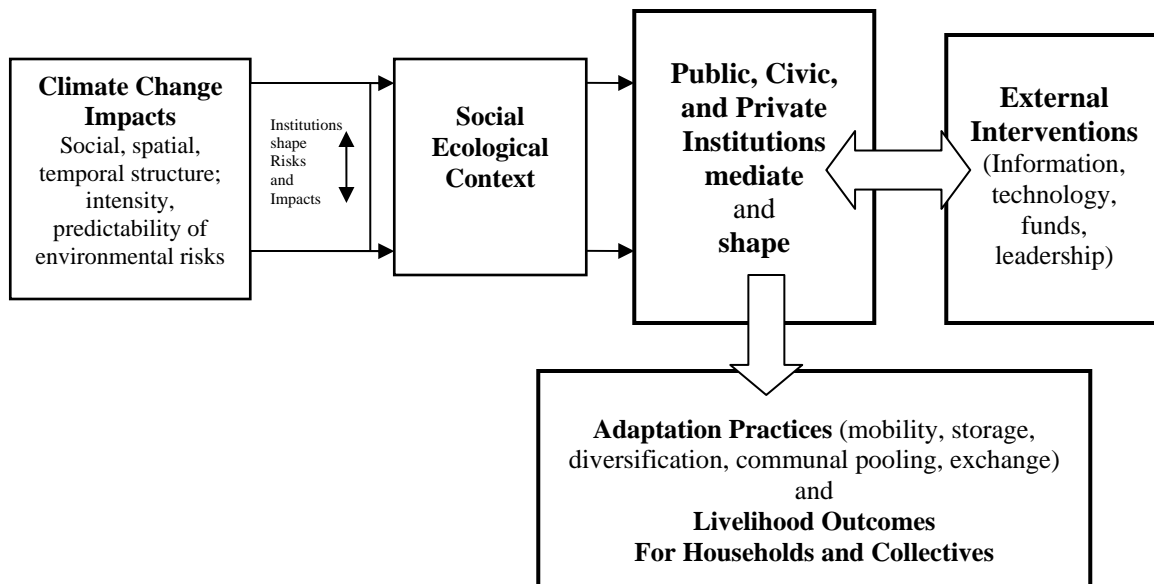 Climate Change
Impacts
Social, spatial,
temporal structure;
intensity,
predictability of
environmental risks
Institutions
shape
Risks
and
Impacts
Social
Ecological
Context
Public, Civic,
and Private
Institutions
mediate
and
shape
External
Interventions
(Information,
technology,
funds,
leadership)
Adaptation Practices (mobility, storage,
diversification, communal pooling, exchange)
and
Livelihood Outcomes
For Households and Collectives